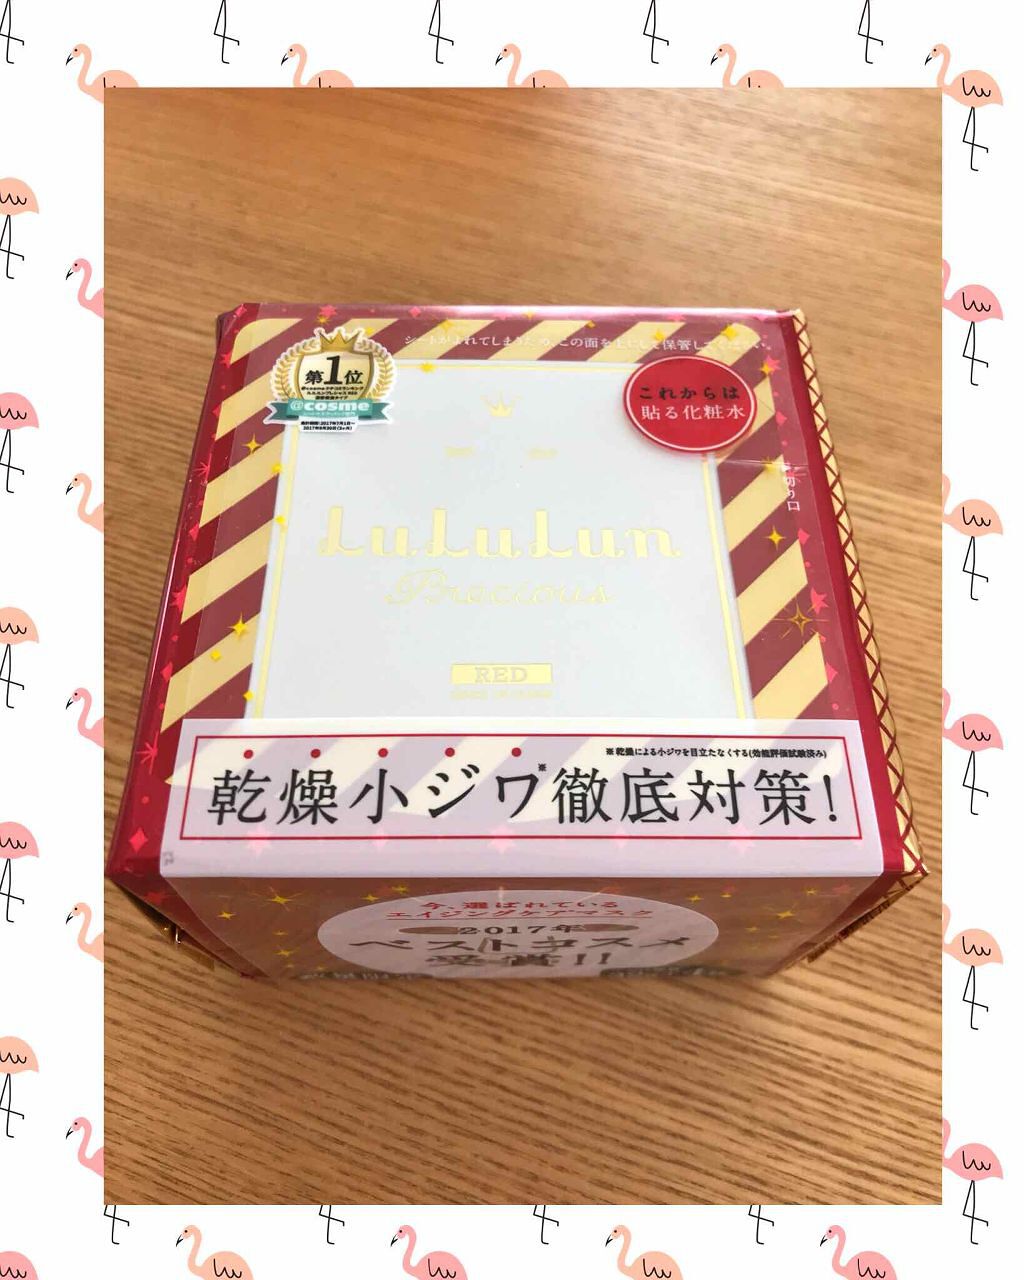 シートがよれてしまうため、この面を上にして保管してください。
第1位
@cosme
これからは
貼る化粧水
切り口
LuLuLun
Precious
RED
※乾燥による小ジワを目立たなくする(効能評価試験済み)
乾燥小ジワ※徹底対策!
今、選ばれている
エイジングケアマスク
2017年
ベストコスメ
受賞!!